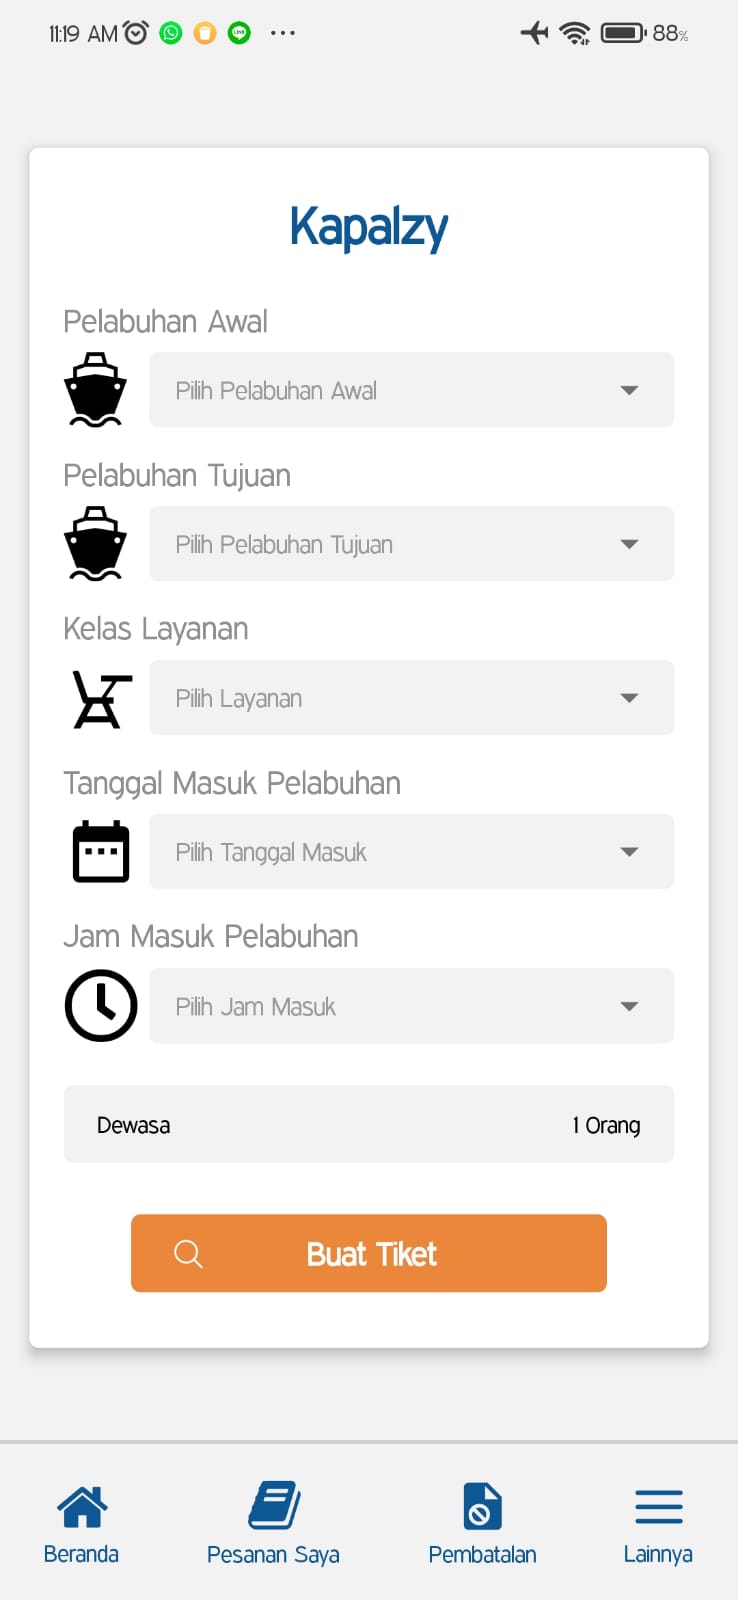 11:19 AM
88%
Kapalzy
Pelabuhan Awal
Pilih Pelabuhan Awal
Pelabuhan Tujuan
Pilih Pelabuhan Tujuan
Kelas Layanan
Pilih Layanan
Tanggal Masuk Pelabuhan
Pilih Tanggal Masuk
Jam Masuk Pelabuhan
Pilih Jam Masuk
Dewasa 1 Orang
Buat Tiket
Beranda Pesanan Saya Pembatalan Lainnya